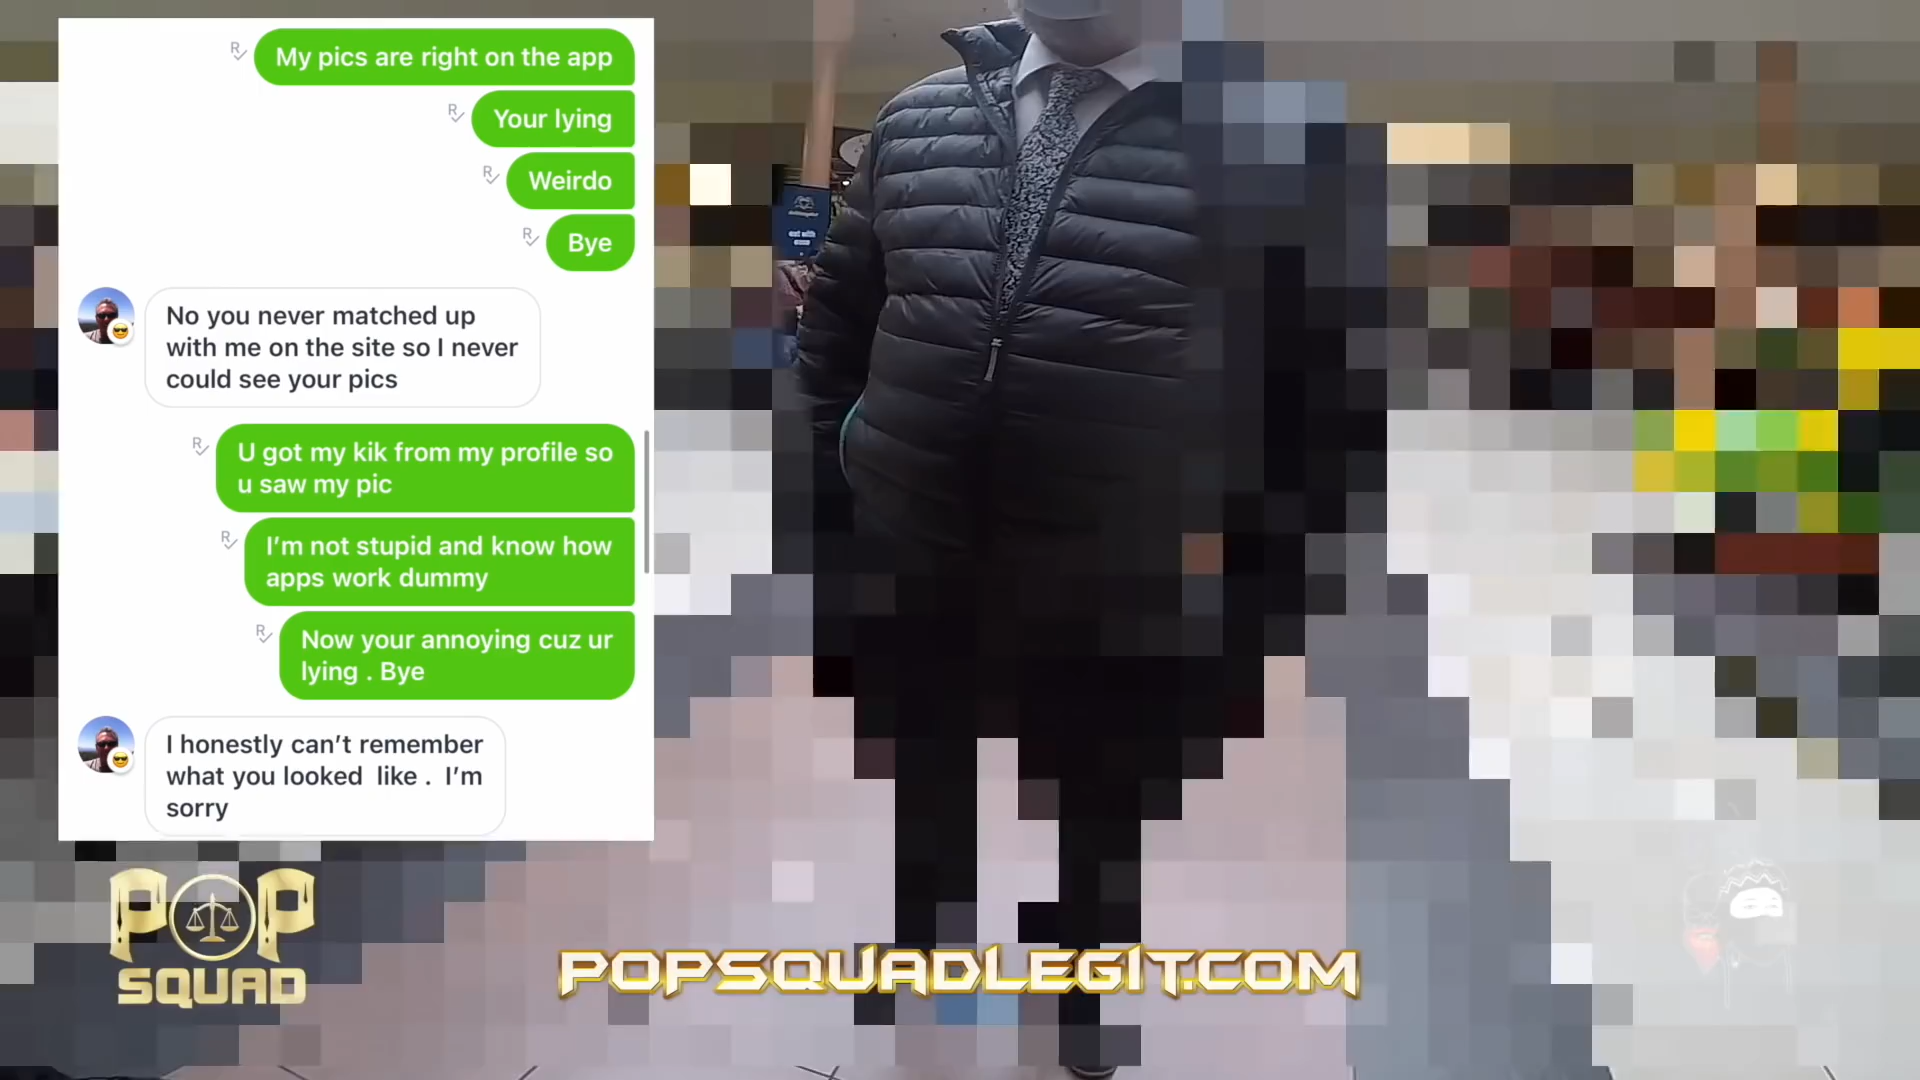 My pics are right on the app
Your lying
Weirdo
Bye
No you never matched up
with me on the site so I never
could see your pics
U got my kik from my profile so
u saw my pic
I’m not stupid and know how
apps work dummy
Now your annoying cuz ur
lying . Bye
I honestly can’t remember
what you looked  like .  I’m
sorry
R
R
R
R
R
R
R
POP
SQUAD
POPSQUADLEGIT.COM